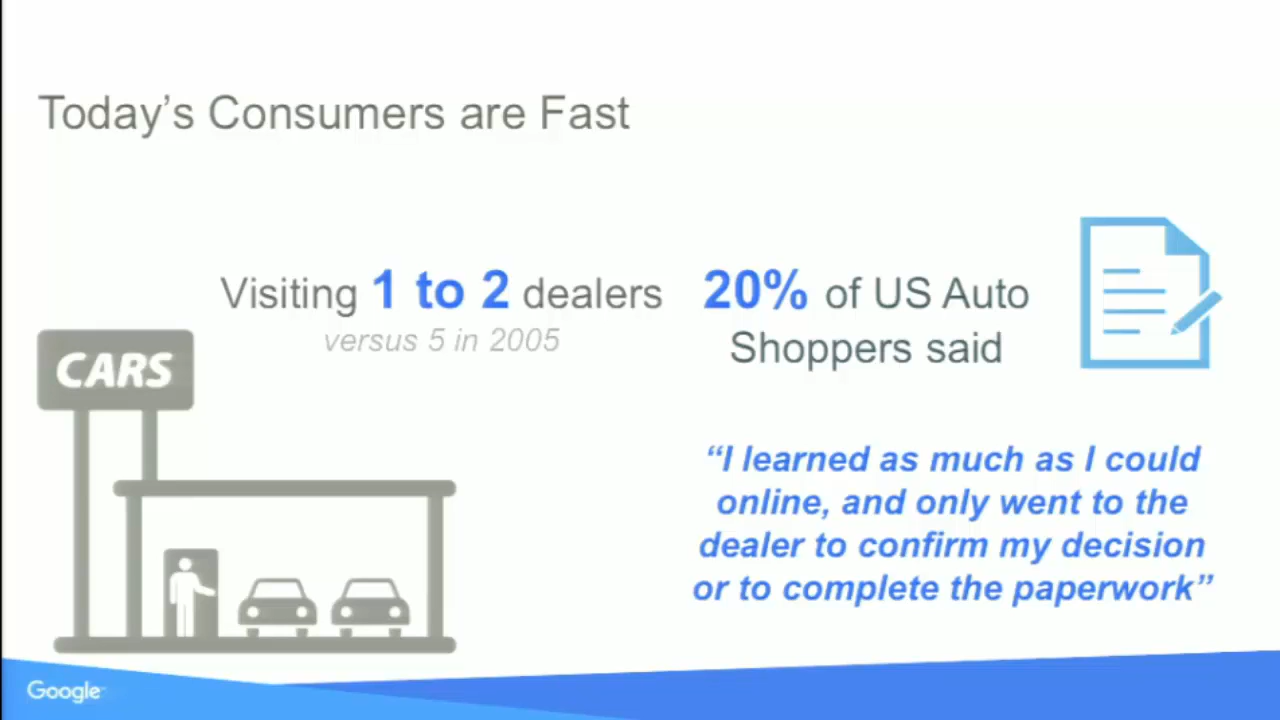 Today's Consumers are Fast
Visiting 1 to 2 dealers
versus 5 in 2005
20% of US Auto
Shoppers said
CARS
“I learned as much as I could
online, and only went to the
dealer to confirm my decision
or to complete the paperwork”
Google